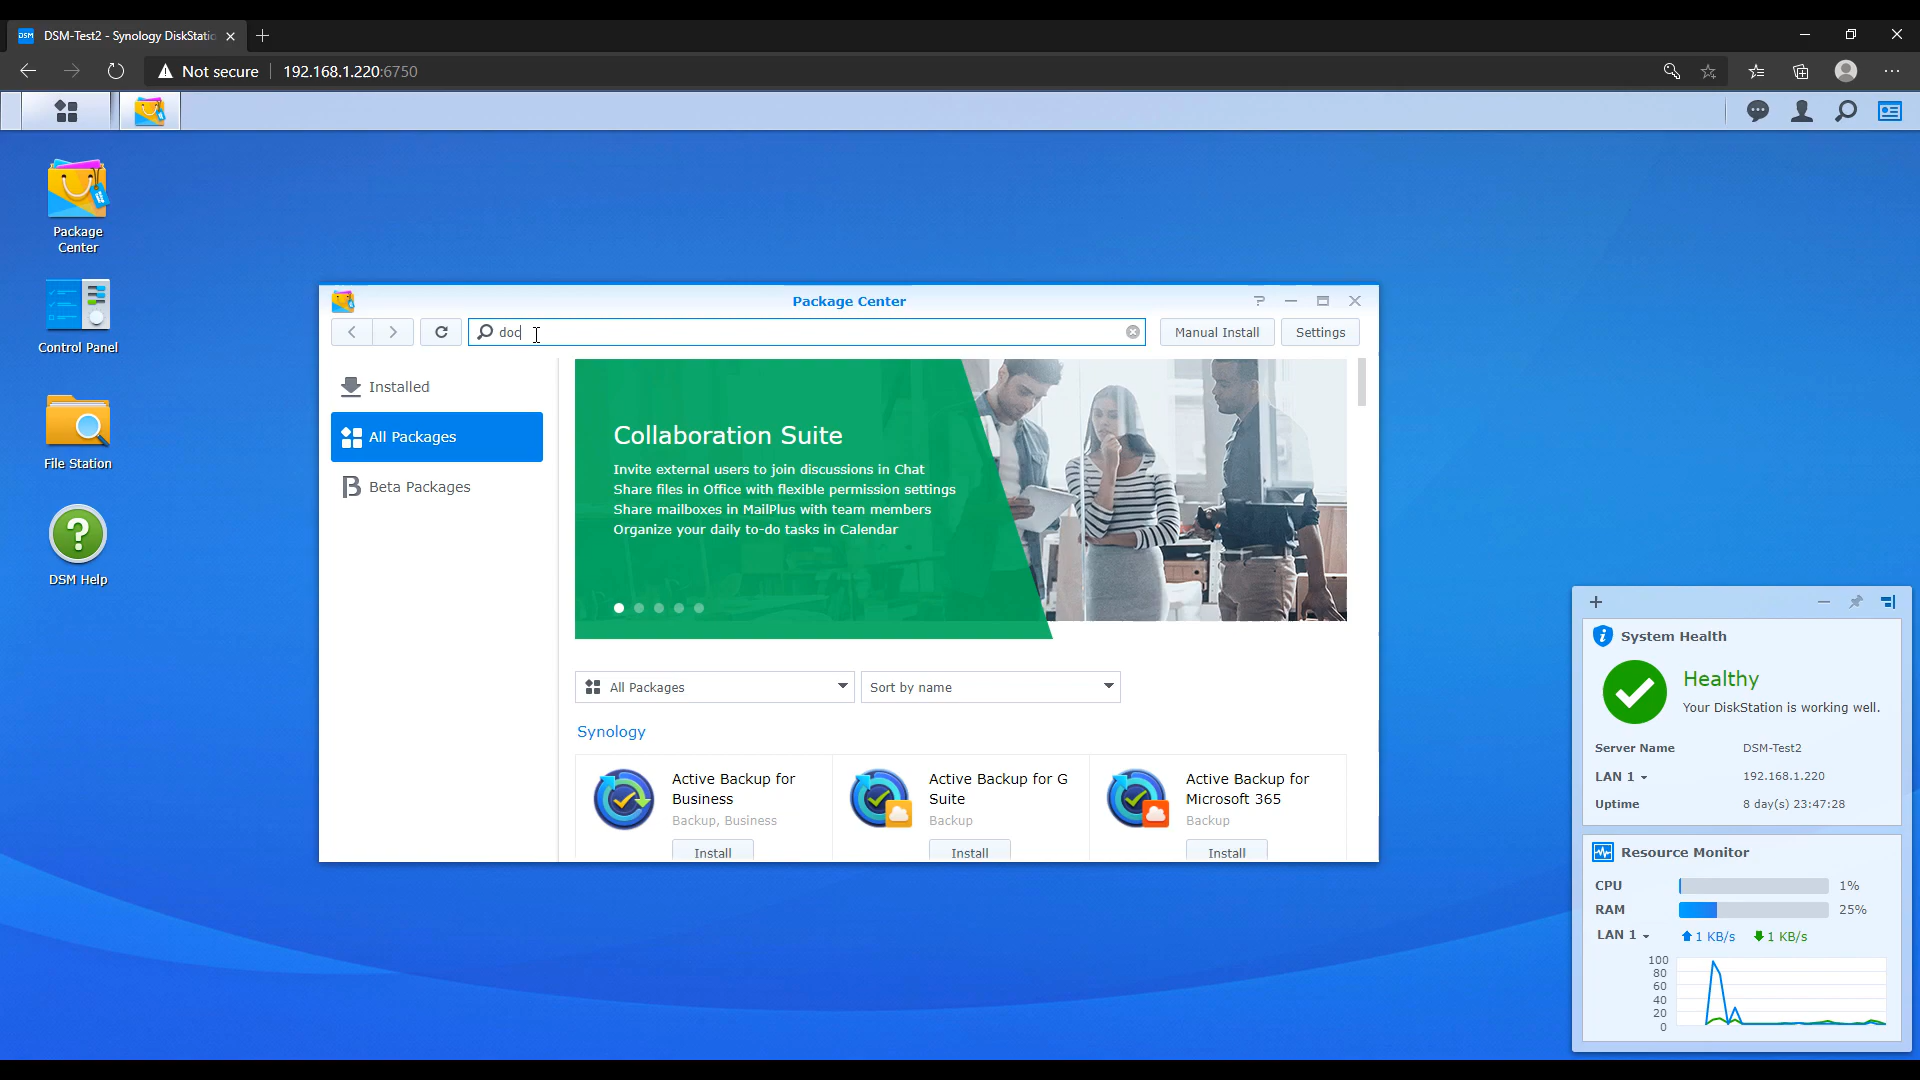 DSM
DSM-Test2 - Synology DiskStatio
Not secure
192.168.1.220:6750
Package
Center
Control Panel
File Station
DSM Help
Package Center
doc
Manual Install
Settings
Installed
All Packages
Beta Packages
Collaboration Suite
Invite external users to join discussions in Chat
Share files in Office with flexible permission settings
Share mailboxes in MailPlus with team members
Organize your daily to-do tasks in Calendar
All Packages
Sort by name
Synology
Active Backup for
Business
Backup, Business
Install
Active Backup for G
Suite
Backup
Install
Active Backup for
Microsoft 365
Backup
Install
System Health
Healthy
Your DiskStation is working well.
Server Name DSM-Test2
LAN 1 192.168.1.220
Uptime 8 day(s) 23:47:28
Resource Monitor
CPU 1%
RAM 25%
LAN 1 1 KB/s 1 KB/s
100
80
60
40
20
0